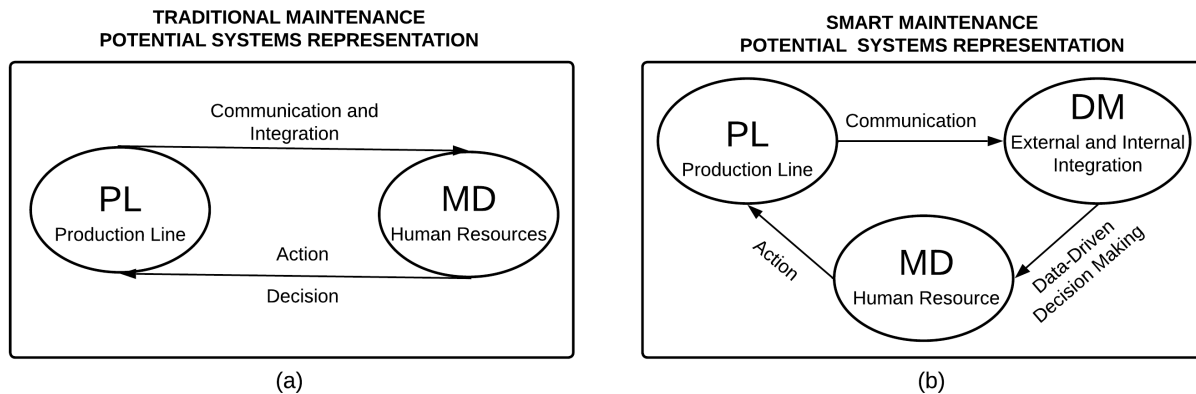 TRADITIONAL MAINTENANCE
POTENTIAL SYSTEMS REPRESENTATION
Communication and
Integration
PL
Production Line
MD
Human Resources
Action
Decision
(a)
SMART MAINTENANCE
POTENTIAL SYSTEMS REPRESENTATION
PL
Production Line
Communication
DM
External and Internal
Integration
Data-Driven
Decision Making
MD
Human Resource
Action
(b)